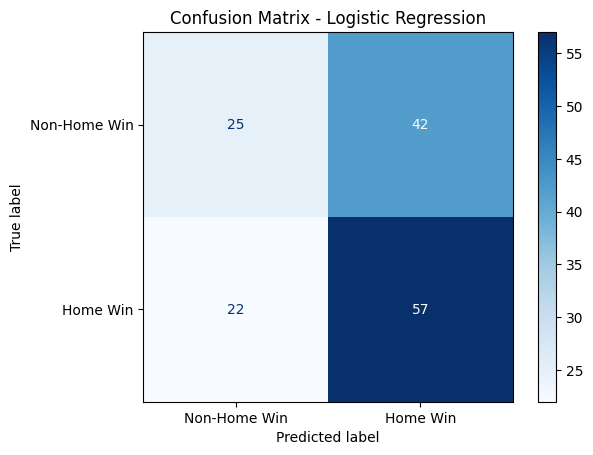 Confusion Matrix - Logistic Regression
True label
Non-Home Win
Home Win
25
42
22
57
Non-Home Win
Home Win
Predicted label
55
50
45
40
35
30
25